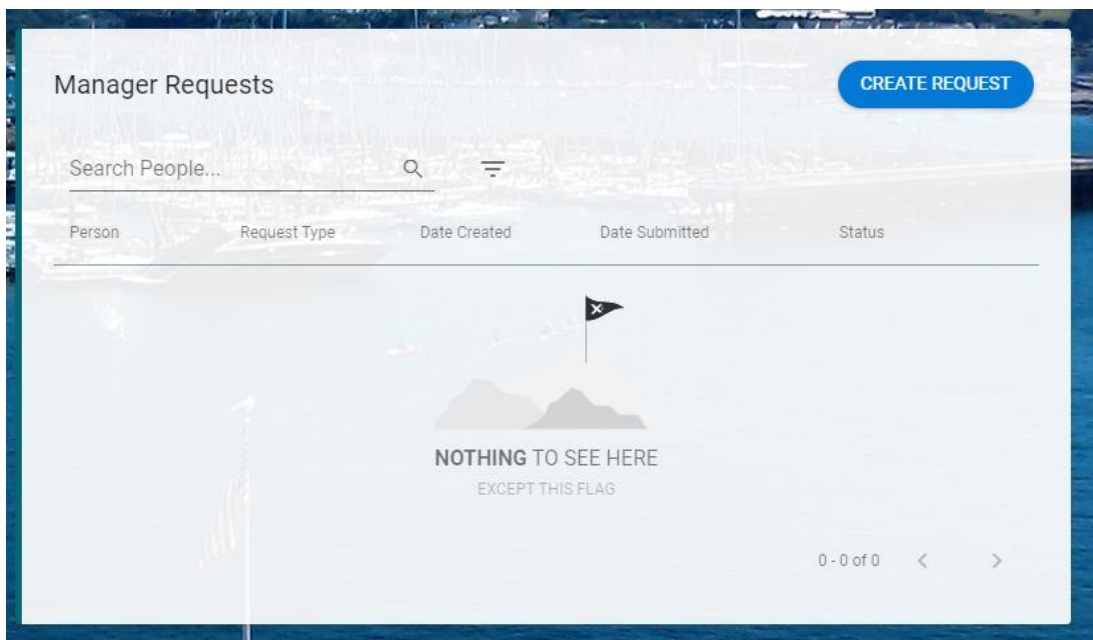 Manager Requests
CREATE REQUEST
Search People...
Person Request Type Date Created Date Submitted Status
NOTHING TO SEE HERE
EXCEPT THIS FLAG
0 - 0 of 0